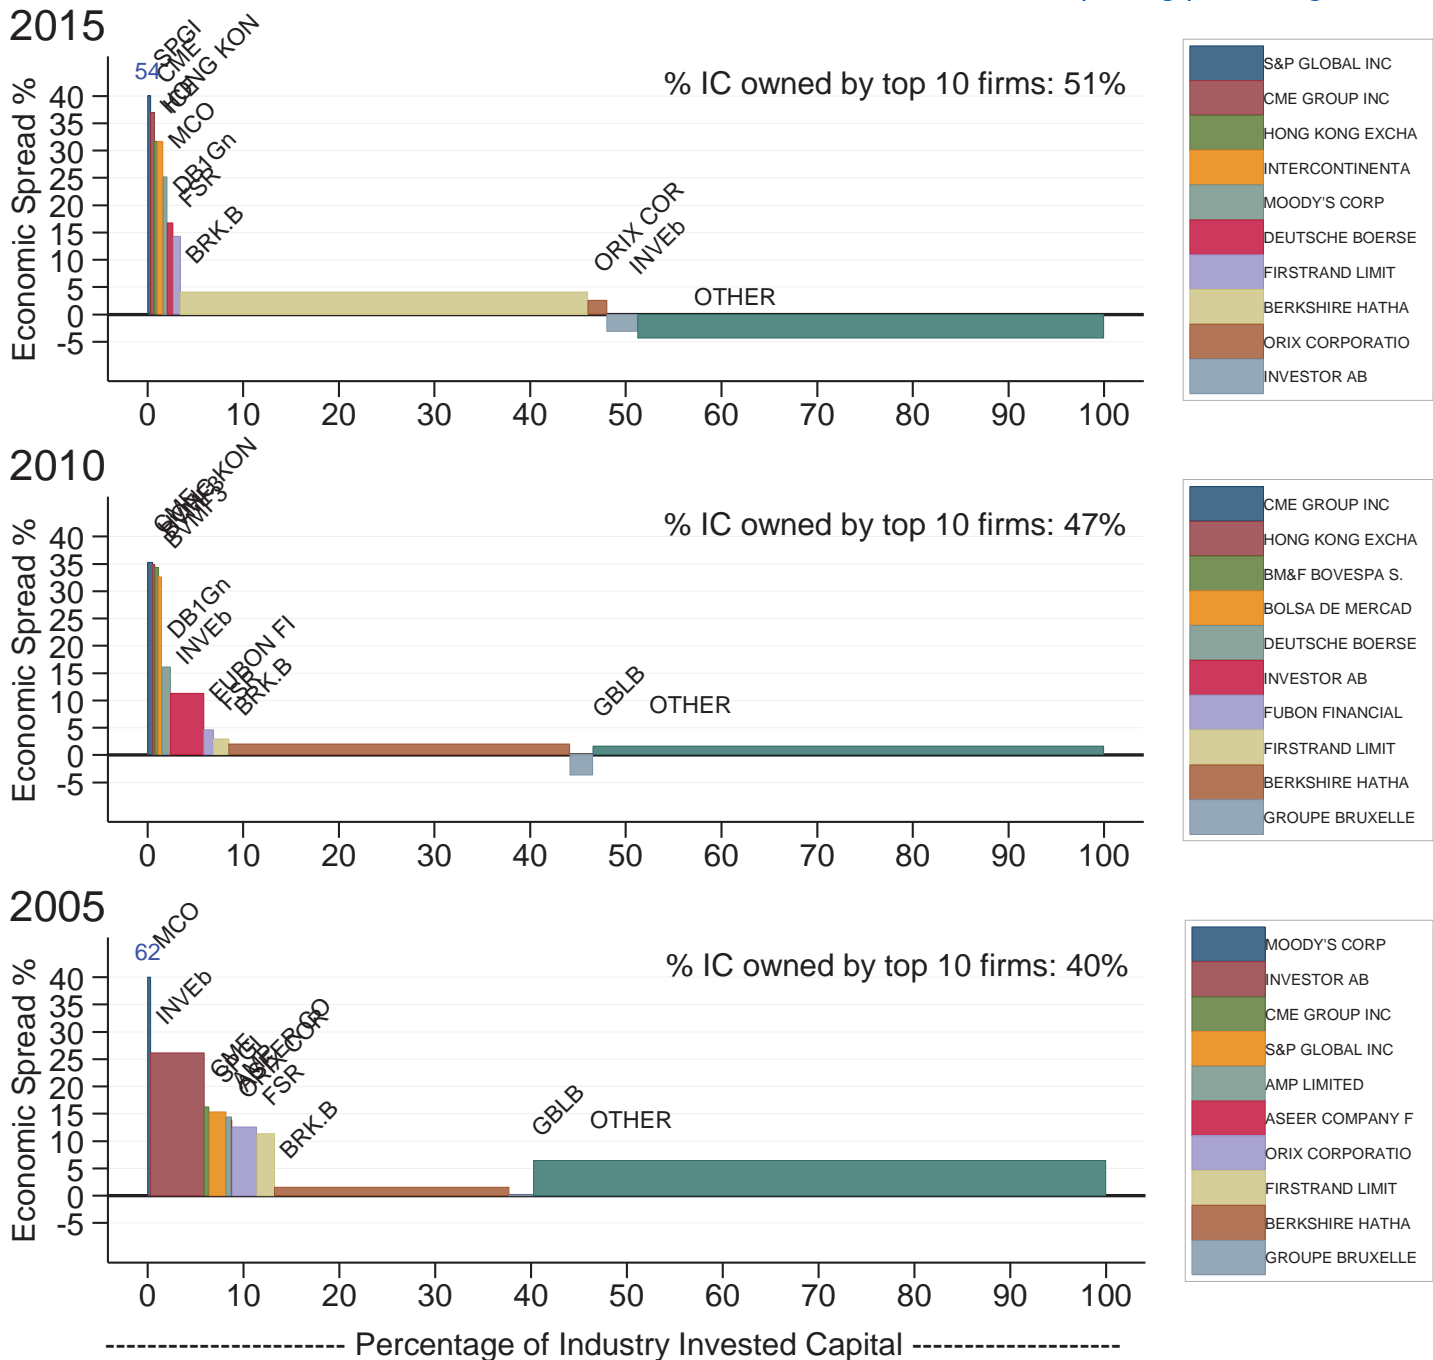 2015
54
SPGI
CME
HONG KON
ICE
MCO
DB1Gn
FSR
BRK.B
ORIX COR
INVEb
OTHER
% IC owned by top 10 firms: 51%
Economic Spread %
40
35
30
25
20
15
10
5
0
-5
0 10 20 30 40 50 60 70 80 90 100
S&P GLOBAL INC
CME GROUP INC
HONG KONG EXCHA
INTERCONTINENTA
MOODY'S CORP
DEUTSCHE BOERSE
FIRSTRAND LIMIT
BERKSHIRE HATHA
ORIX CORPORATIO
INVESTOR AB
2010
CME
BVMF3
DB1Gn
INVEb
FSR
BRK.B
GBLB
OTHER
% IC owned by top 10 firms: 47%
Economic Spread %
40
35
30
25
20
15
10
5
0
-5
0 10 20 30 40 50 60 70 80 90 100
CME GROUP INC
HONG KONG EXCHA
BM&F BOVESPA S.
BOLSA DE MERCAD
DEUTSCHE BOERSE
INVESTOR AB
FUBON FINANCIAL
FIRSTRAND LIMIT
BERKSHIRE HATHA
GROUPE BRUXELLE
2005
62
MCO
INVEb
CME
SPGI
AMP
ASEER CO
ORIX COR
FSR
BRK.B
GBLB
OTHER
% IC owned by top 10 firms: 40%
Economic Spread %
40
35
30
25
20
15
10
5
0
-5
0 10 20 30 40 50 60 70 80 90 100
MOODY'S CORP
INVESTOR AB
CME GROUP INC
S&P GLOBAL INC
AMP LIMITED
ASEER COMPANY F
ORIX CORPORATIO
FIRSTRAND LIMIT
BERKSHIRE HATHA
GROUPE BRUXELLE
--------------------- Percentage of Industry Invested Capital ------------------